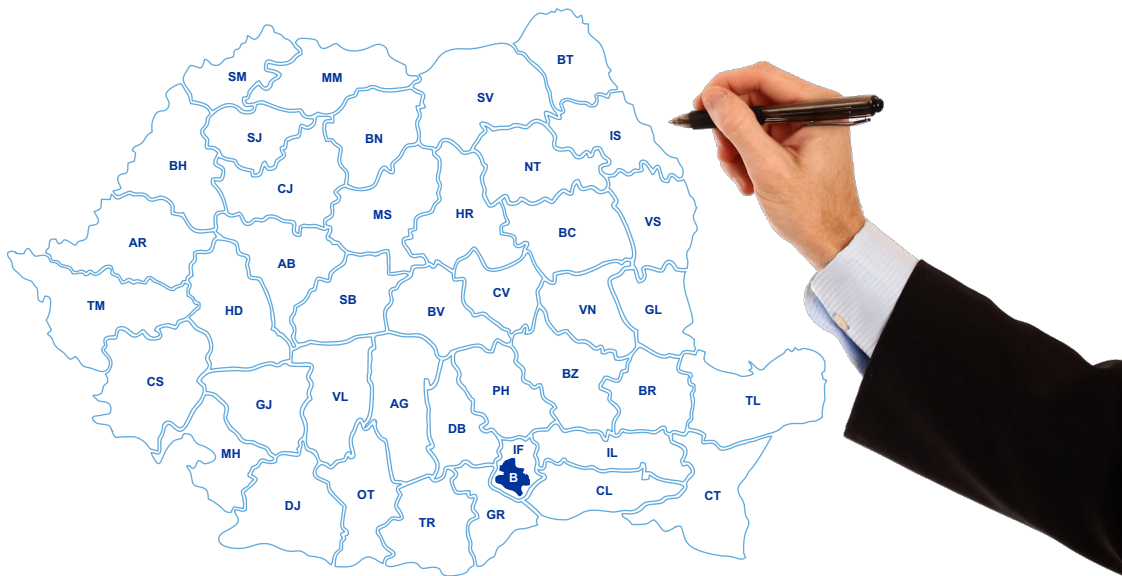 BT
SM
MM
SV
SJ
BN
IS
BH
NT
CJ
MS
HR
VS
BC
AR
AB
CV
SB
TM
HD
BV
VN
GL
CS
BZ
PH
BR
VL
TL
GJ
AG
DB
MH
IF
IL
B
CL
OT
CT
DJ
GR
TR